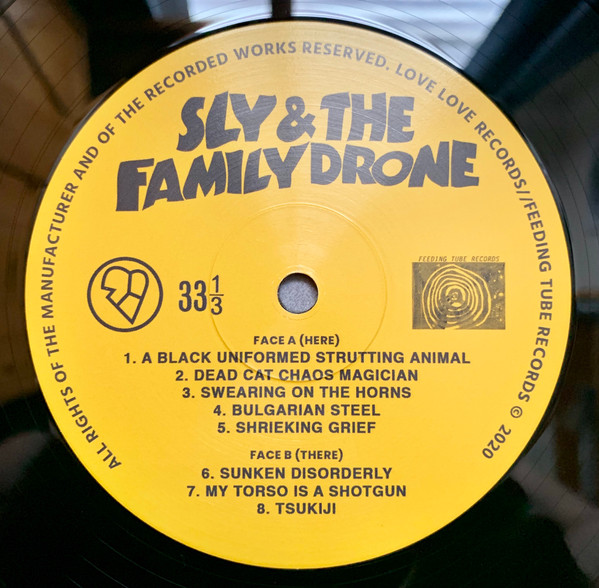 ALL RIGHTS OF THE MANUFACTURER AND OF THE RECORDED WORKS RESERVED. LOVE LOVE RECORDS//FEEDING TUBE RECORDS © 2020
SLY & THE
FAMILY DRONE
33 1/3
FEEDING TUBE RECORDS
FACE A (HERE)
1. A BLACK UNIFORMED STRUTTING ANIMAL
2. DEAD CAT CHAOS MAGICIAN
3. SWEARING ON THE HORNS
4. BULGARIAN STEEL
5. SHRIEKING GRIEF
FACE B (THERE)
6. SUNKEN DISORDERLY
7. MY TORSO IS A SHOTGUN
8. TSUKIJI